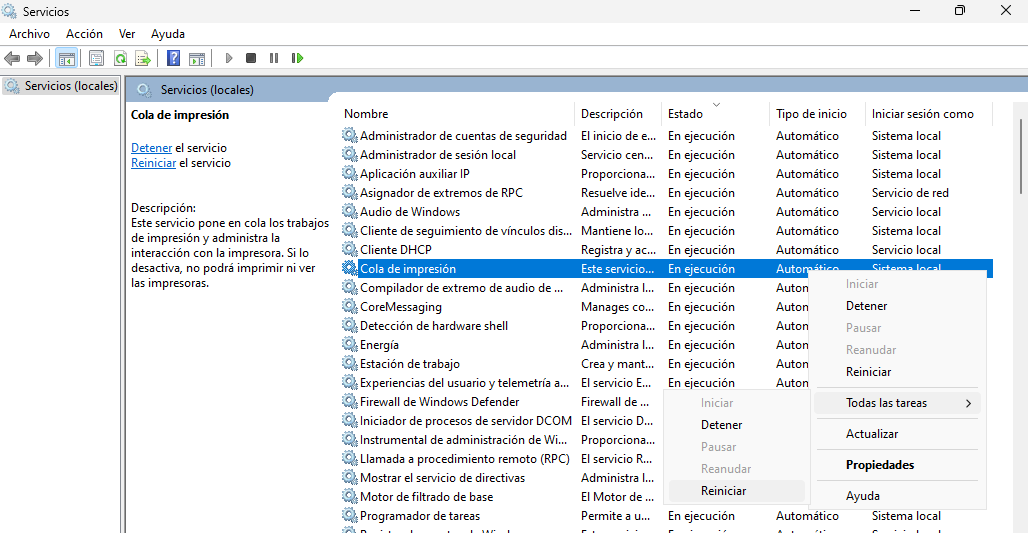 Servicios
Archivo Acción Ver Ayuda
Servicios (locales)
Servicios (locales)
Cola de impresión
Detener el servicio
Reiniciar el servicio
Descripción:
Este servicio pone en cola los trabajos
de impresión y administra la
interacción con la impresora. Si lo
desactiva, no podrá imprimir ni ver
las impresoras.
Nombre Descripción Estado Tipo de inicio Iniciar sesión como
Administrador de cuentas de seguridad El inicio de e... En ejecución Automático Sistema local
Administrador de sesión local Servicio cen... En ejecución Automático Sistema local
Aplicación auxiliar IP Proporciona... En ejecución Automático Sistema local
Asignador de extremos de RPC Resuelve ide... En ejecución Automático Servicio de red
Audio de Windows Administra ... En ejecución Automático Servicio local
Cliente de seguimiento de vínculos dis... Mantiene lo... En ejecución Automático Sistema local
Cliente DHCP Registra y ac... En ejecución Automático Servicio local
Cola de impresión Este servicio... En ejecución Automático Sistema local
Compilador de extremo de audio de ... Administra l... En ejecución Auton
CoreMessaging Manages co... En ejecución Auton
Detección de hardware shell Proporciona... En ejecución Auton
Energía Administra l... En ejecución Auton
Estación de trabajo Crea y mant... En ejecución Auton
Experiencias del usuario y telemetría a... El servicio E... En ejecución Auton
Firewall de Windows Defender Firewall de ...
Iniciador de procesos de servidor DCOM El servicio D...
Instrumental de administración de Wi... Proporciona...
Llamada a procedimiento remoto (RPC) El servicio R...
Mostrar el servicio de directivas Administra l...
Motor de filtrado de base El Motor de ...
Programador de tareas Permite a u... En ejecución Automático Sistema local
Iniciar
Detener
Pausar
Reanudar
Reiniciar
Todas las tareas
Actualizar
Propiedades
Ayuda
Iniciar
Detener
Pausar
Reanudar
Reiniciar